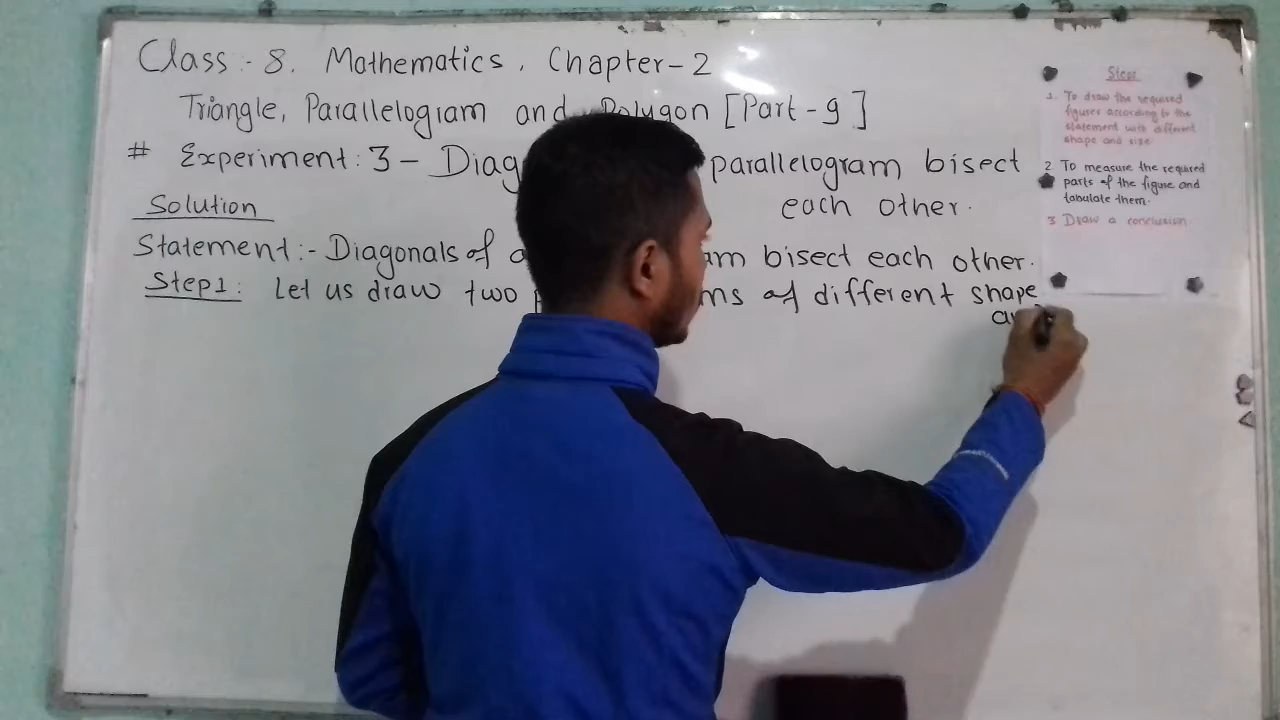 Class:- 8. Mathematics, Chapter-2
Triangle, Parallelogram and Polygon [Part-9]
# Experiment: 3 - Diag parallelogram bisect
each other.
Solution
Statement:- Diagonals of a am bisect each other.
Step1: Let us draw two p ms of different shape
a
Steps
1. To draw the required
figures according to the
statement with different
shape and size
2 To measure the required
parts of the figure and
tabulate them.
3 Draw a conclusion